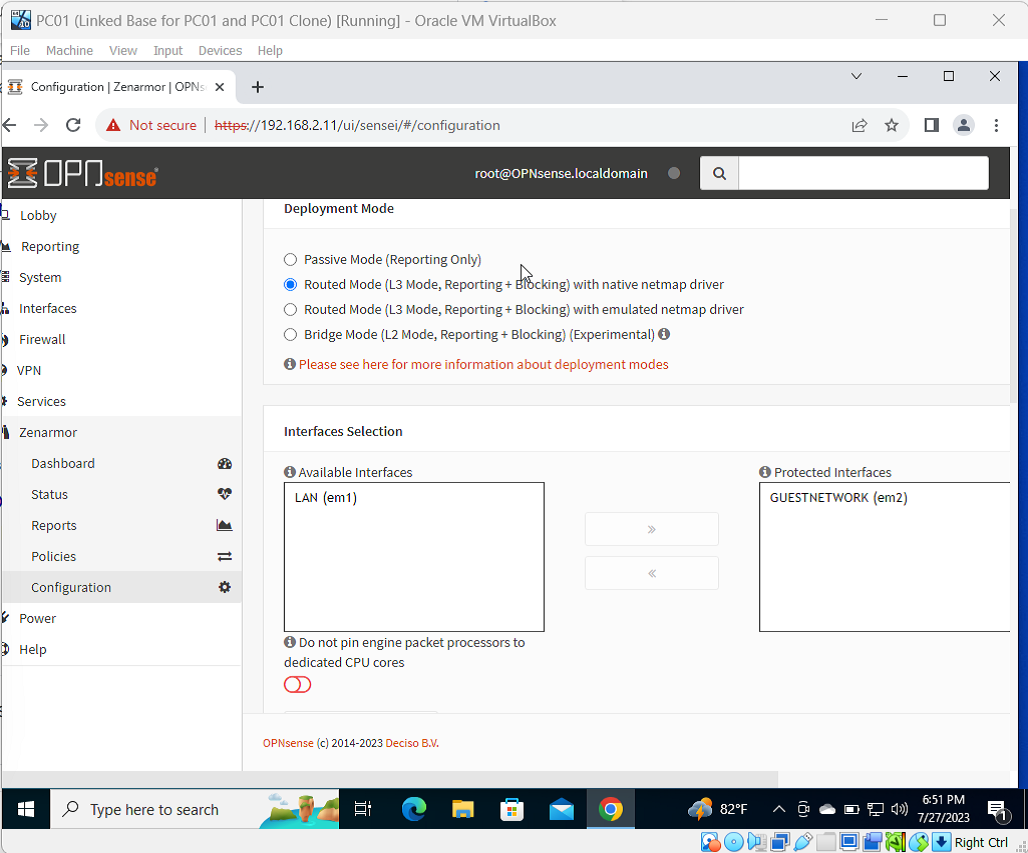 PC01 (Linked Base for PC01 and PC01 Clone) [Running] - Oracle VM VirtualBox
File Machine View Input Devices Help
Configuration | Zenarmor | OPNs
Not secure | https://192.168.2.11/ui/sensei/#/configuration
OPNsense
root@OPNsense.localdomain
Lobby
Reporting
System
Interfaces
Firewall
VPN
Services
Zenarmor
Dashboard
Status
Reports
Policies
Configuration
Power
Help
Deployment Mode
Passive Mode (Reporting Only)
Routed Mode (L3 Mode, Reporting + Blocking) with native netmap driver
Routed Mode (L3 Mode, Reporting + Blocking) with emulated netmap driver
Bridge Mode (L2 Mode, Reporting + Blocking) (Experimental)
Please see here for more information about deployment modes
Interfaces Selection
Available Interfaces
LAN (em1)
»
«
Protected Interfaces
GUESTNETWORK (em2)
Do not pin engine packet processors to
dedicated CPU cores
OPNsense (c) 2014-2023 Deciso B.V.
Type here to search
82°F
6:51 PM
7/27/2023
1
Right Ctrl